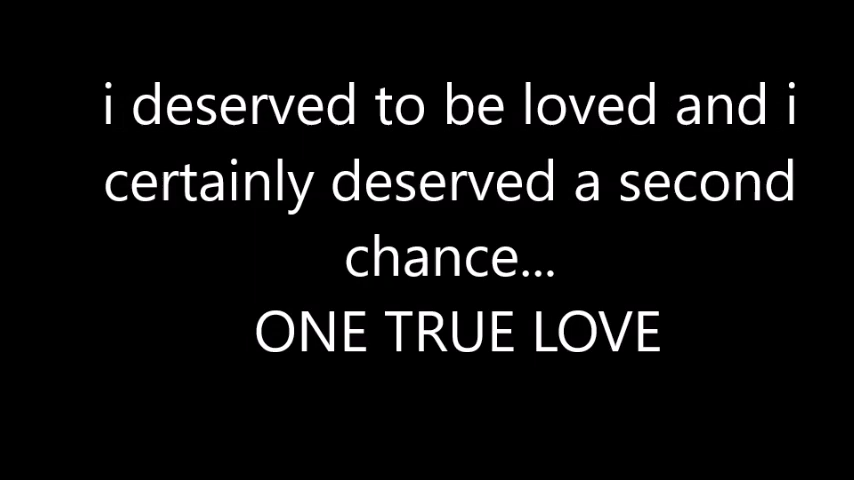 i deserved to be loved and i
certainly deserved a second
chance...
ONE TRUE LOVE